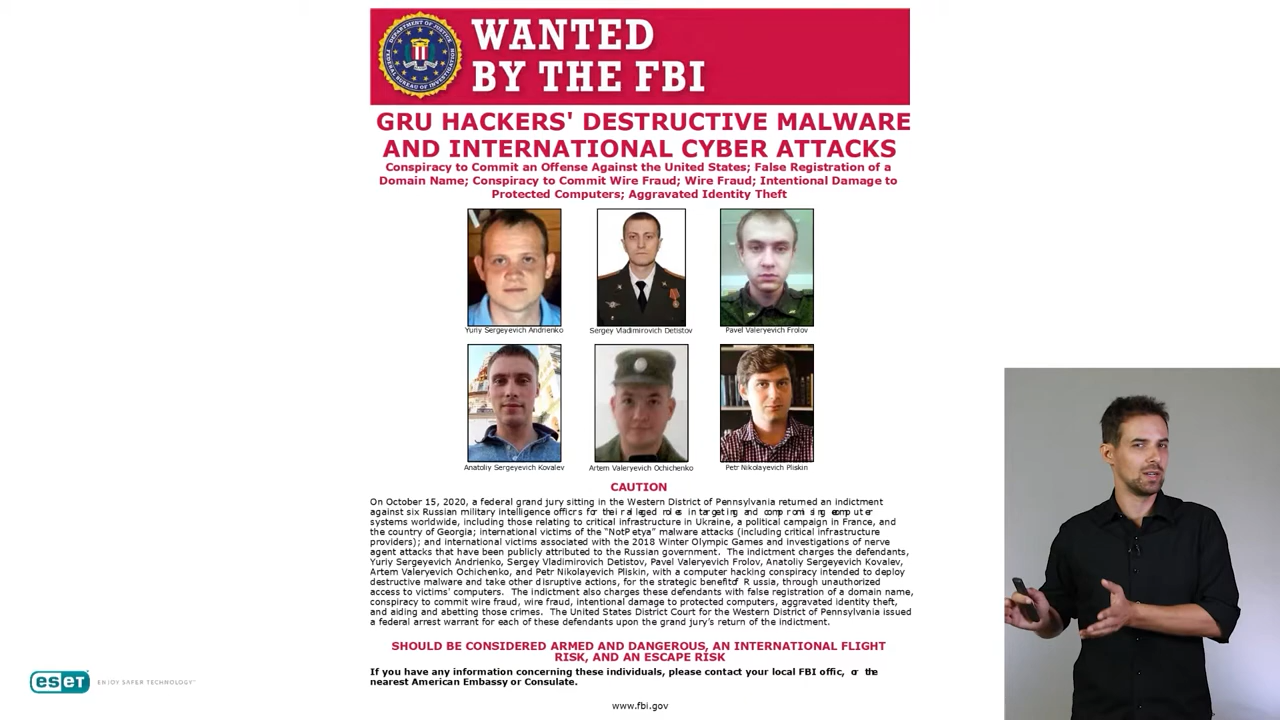 WANTED
BY THE FBI
GRU HACKERS' DESTRUCTIVE MALWARE
AND INTERNATIONAL CYBER ATTACKS
Conspiracy to Commit an Offense Against the United States; False Registration of a
Domain Name; Conspiracy to Commit Wire Fraud; Wire Fraud; Intentional Damage to
Protected Computers; Aggravated Identity Theft
Yuriy Sergeyevich Andrienko
Sergey Vladimirovich Detistov
Pavel Valeryevich Frolov
Anatoliy Sergeyevich Kovalev
Artem Valeryevich Ochichenko
Petr Nikolayevich Pliskin
CAUTION
On October 15, 2020, a federal grand jury sitting in the Western District of Pennsylvania returned an indictment
against six Russian military intelligence officers for their alleged roles in targeting and compromising computer
systems worldwide, including those relating to critical infrastructure in Ukraine, a political campaign in France, and
the country of Georgia; international victims of the “NotPetya” malware attacks (including critical infrastructure
providers); and international victims associated with the 2018 Winter Olympic Games and investigations of nerve
agent attacks that have been publicly attributed to the Russian government. The indictment charges the defendants,
Yuriy Sergeyevich Andrienko, Sergey Vladimirovich Detistov, Pavel Valeryevich Frolov, Anatoliy Sergeyevich Kovalev,
Artem Valeryevich Ochichenko, and Petr Nikolayevich Pliskin, with a computer hacking conspiracy intended to deploy
destructive malware and take other disruptive actions, for the strategic benefit of Russia, through unauthorized
access to victims' computers. The indictment also charges these defendants with false registration of a domain name,
conspiracy to commit wire fraud, wire fraud, intentional damage to protected computers, aggravated identity theft,
and aiding and abetting those crimes. The United States District Court for the Western District of Pennsylvania issued
a federal arrest warrant for each of these defendants upon the grand jury’s return of the indictment.
SHOULD BE CONSIDERED ARMED AND DANGEROUS, AN INTERNATIONAL FLIGHT
RISK, AND AN ESCAPE RISK
If you have any information concerning these individuals, please contact your local FBI offic, or the
nearest American Embassy or Consulate.
www.fbi.gov
eset ENJOY SAFER TECHNOLOGY™